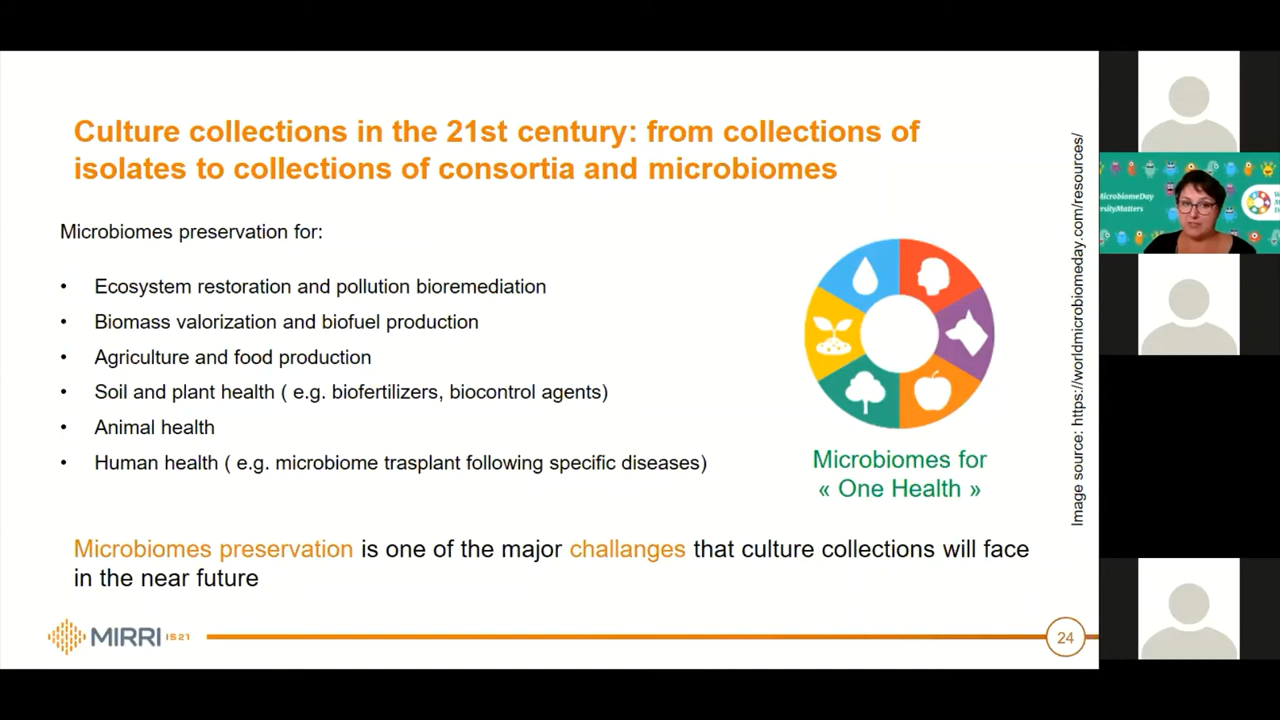 Culture collections in the 21st century: from collections of
isolates to collections of consortia and microbiomes
Microbiomes preservation for:
• Ecosystem restoration and pollution bioremediation
• Biomass valorization and biofuel production
• Agriculture and food production
• Soil and plant health ( e.g. biofertilizers, biocontrol agents)
• Animal health
• Human health ( e.g. microbiome trasplant following specific diseases)
Microbiomes for
« One Health »
Image source: https://worldmicrobiomeday.com/resources/
Microbiomes preservation is one of the major challanges that culture collections will face
in the near future
MIRRI IS21
24
MicrobiomeDay